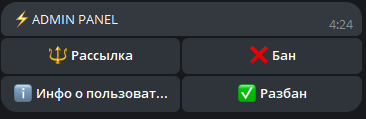 ⚡ADMIN PANEL
4:24
🔱 Рассылка
❌ Бан
ℹ️ Инфо о пользоват...
✅ Разбан